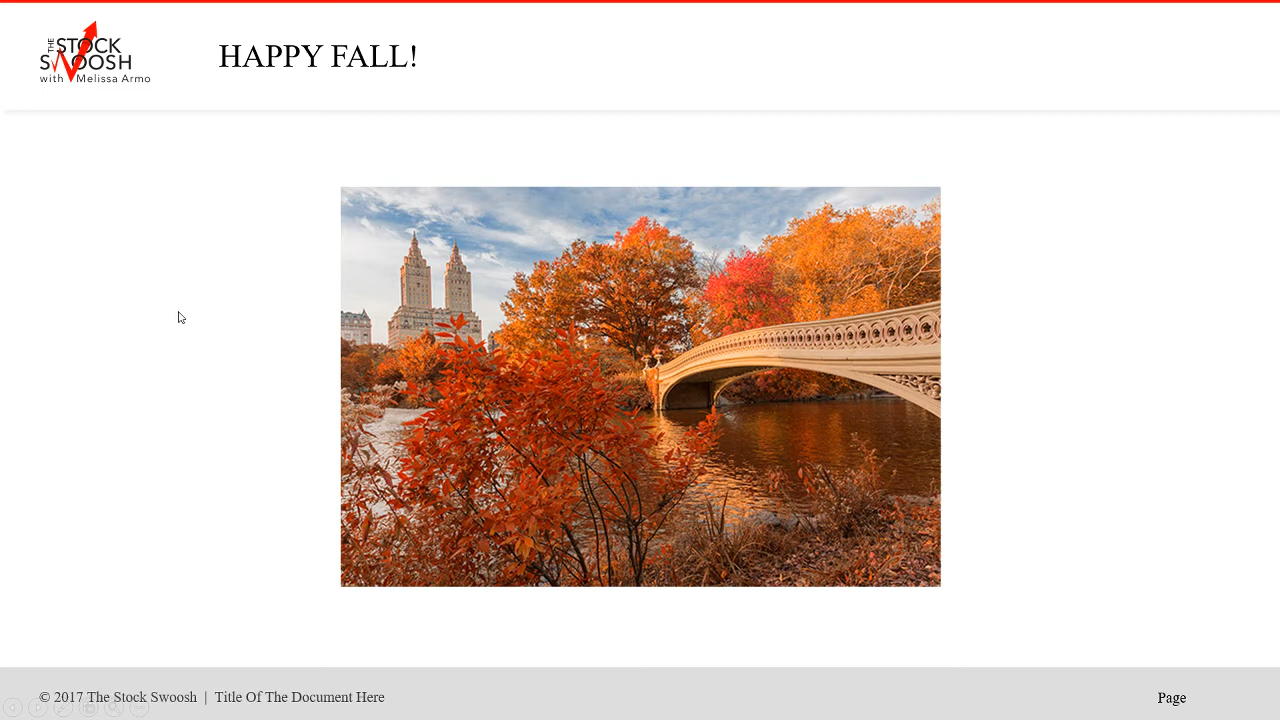 THE STOCK
SWOOSH
with Melissa Armo
HAPPY FALL!
© 2017 The Stock Swoosh | Title Of The Document Here
Page